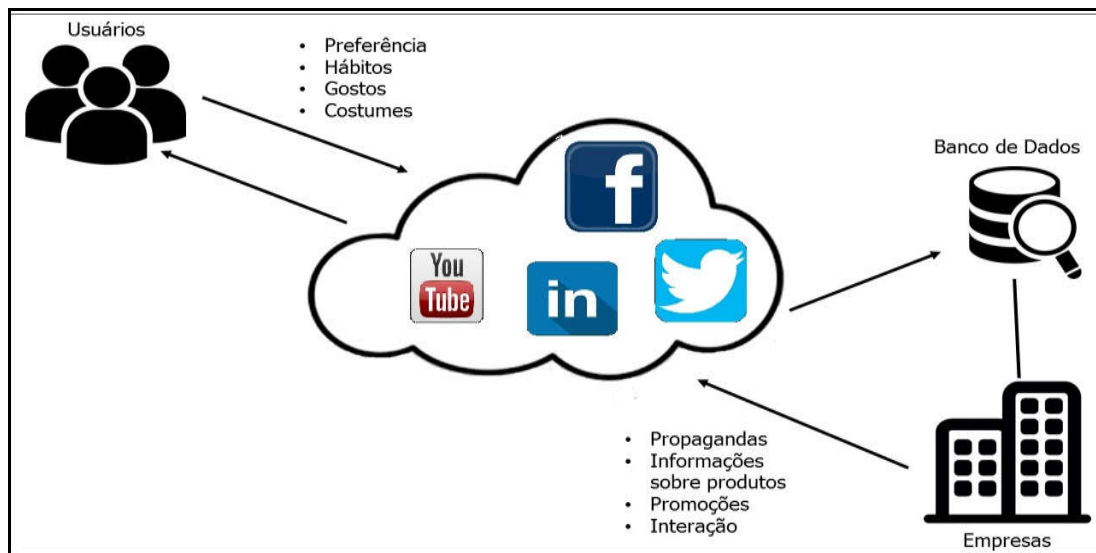 Usuários
• Preferência
• Hábitos
• Gostos
• Costumes
f
You
Tube
in
Banco de Dados
• Propagandas
• Informações
sobre produtos
• Promoções
• Interação
Empresas